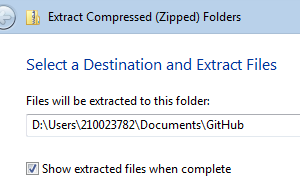 Extract Compressed (Zipped) Folders
Select a Destination and Extract Files
Files will be extracted to this folder:
D:\Users\210023782\Documents\GitHub
Show extracted files when complete